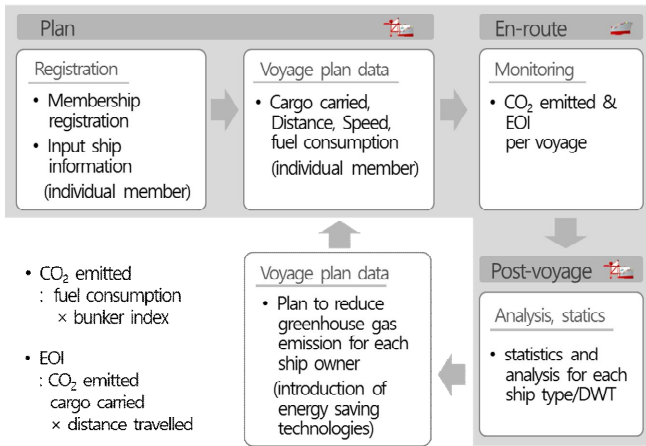 Plan
Registration
• Membership
registration
• Input ship
information
(individual member)
Voyage plan data
• Cargo carried,
Distance, Speed,
fuel consumption
(individual member)
En-route
Monitoring
• CO₂ emitted &
EOI
per voyage
Post-voyage
Analysis, statics
• statistics and
analysis for each
ship type/DWT
Voyage plan data
• Plan to reduce
greenhouse gas
emission for each
ship owner
(introduction of
energy saving
technologies)
• CO₂ emitted
: fuel consumption
× bunker index
• EOI
: CO₂ emitted
cargo carried
× distance travelled